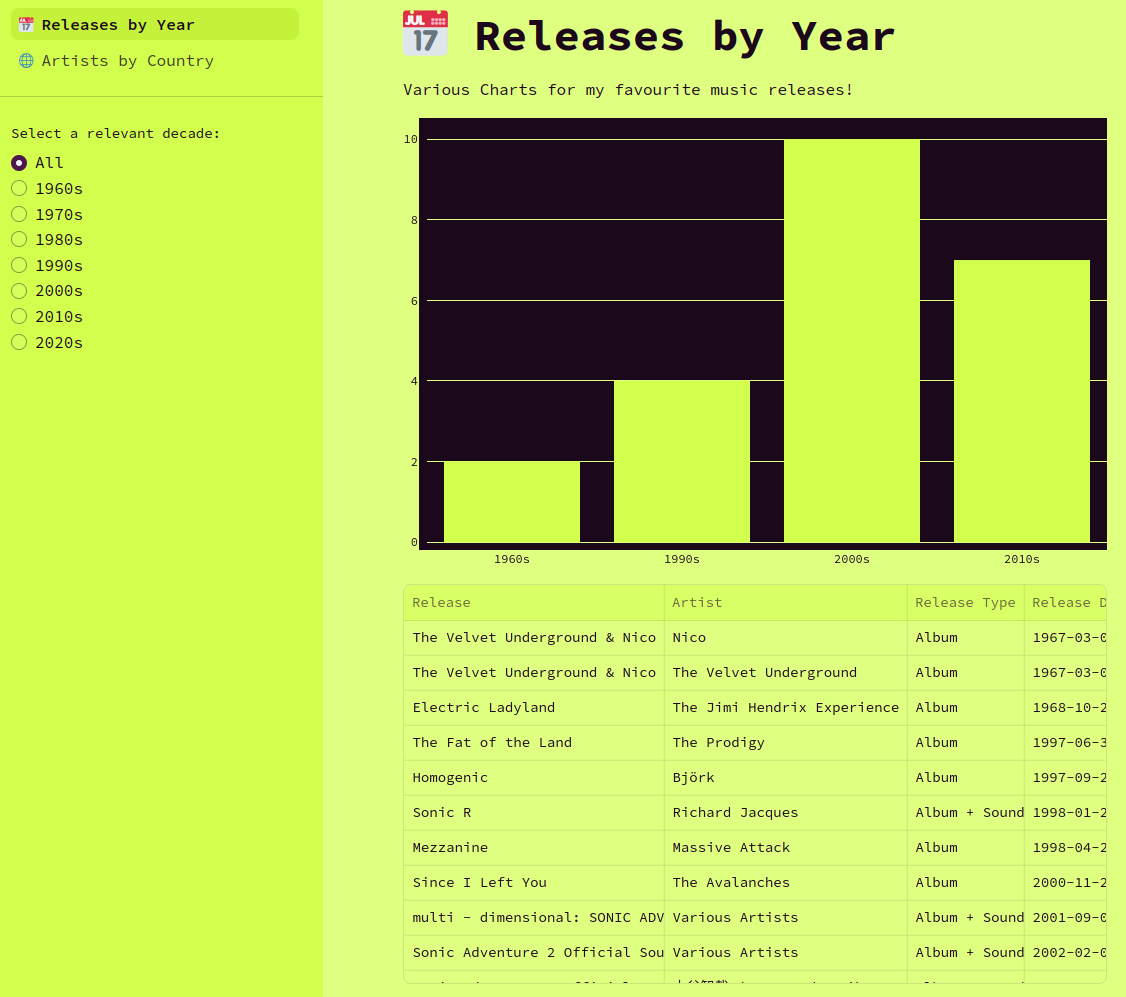 Releases by Year
Artists by Country
Select a relevant decade:
All
1960s
1970s
1980s
1990s
2000s
2010s
2020s
JUL
17
Releases by Year
Various Charts for my favourite music releases!
10
8
6
4
2
0
1960s 1990s 2000s 2010s
Release Artist Release Type Release D
The Velvet Underground & Nico Nico Album 1967-03-0
The Velvet Underground & Nico The Velvet Underground Album 1967-03-0
Electric Ladyland The Jimi Hendrix Experience Album 1968-10-2
The Fat of the Land The Prodigy Album 1997-06-3
Homogenic Björk Album 1997-09-2
Sonic R Richard Jacques Album + Sound 1998-01-2
Mezzanine Massive Attack Album 1998-04-2
Since I Left You The Avalanches Album 2000-11-2
multi – dimensional: SONIC ADV Various Artists Album + Sound 2001-09-0
Sonic Adventure 2 Official Sou Various Artists Album + Sound 2002-02-0